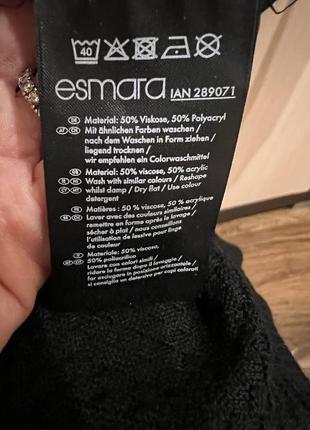 40
esmara IAN 289071
DE Material: 50% Viskose, 50% Polyacryl
AT CH Mit ähnlichen Farben waschen /
nach dem Waschen in Form ziehen /
liegend trocknen /
wir empfehlen ein Colorwaschmittel
Material: 50% viscose, 50% acrylic
Wash with similar colours / Reshape
whilst damp / Dry flat / Use colour
detergent
Matières : 50 % viscose, 50 % acrylique
Laver avec des couleurs similaires /
remettre en forme après le lavage /
sécher à plat / nous conseillons
l'utilisation de lessive pour linge
de couleur
Materiale: 50% viscosa,
50% poliacrilico
Lavare con colori simili /
ridare la forma dopo il lavaggio /
far asciugare in posizione orizzontale /
si consiglia un detersivo per capi colorati